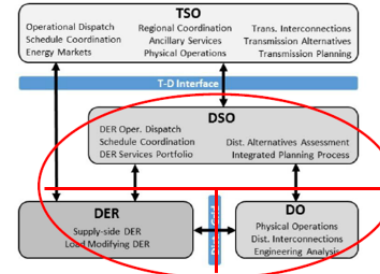 TSO
Operational Dispatch
Schedule Coordination
Energy Markets
Regional Coordination
Ancillary Services
Physical Operations
Trans. Interconnections
Transmission Alternatives
Transmission Planning
T-D Interface
DSO
DER Oper. Dispatch
Schedule Coordination
DER Services Portfolio
Dist. Alternatives Assessment
Integrated Planning Process
DER
Supply-side DER
Load Modifying DER
DO
Physical Operations
Dist. Interconnections
Engineering Analysis